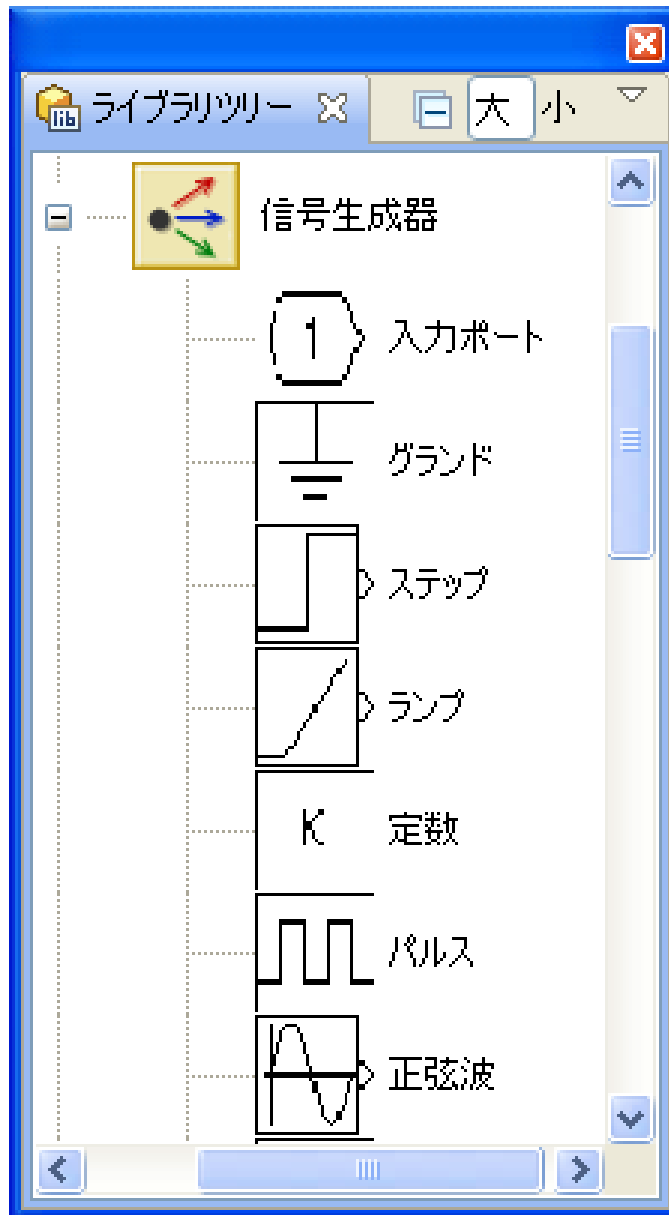 lib ライブラリツリー 大 小
信号生成器
1 入力ポート
グランド
ステップ
ランプ
K 定数
パルス
正弦波